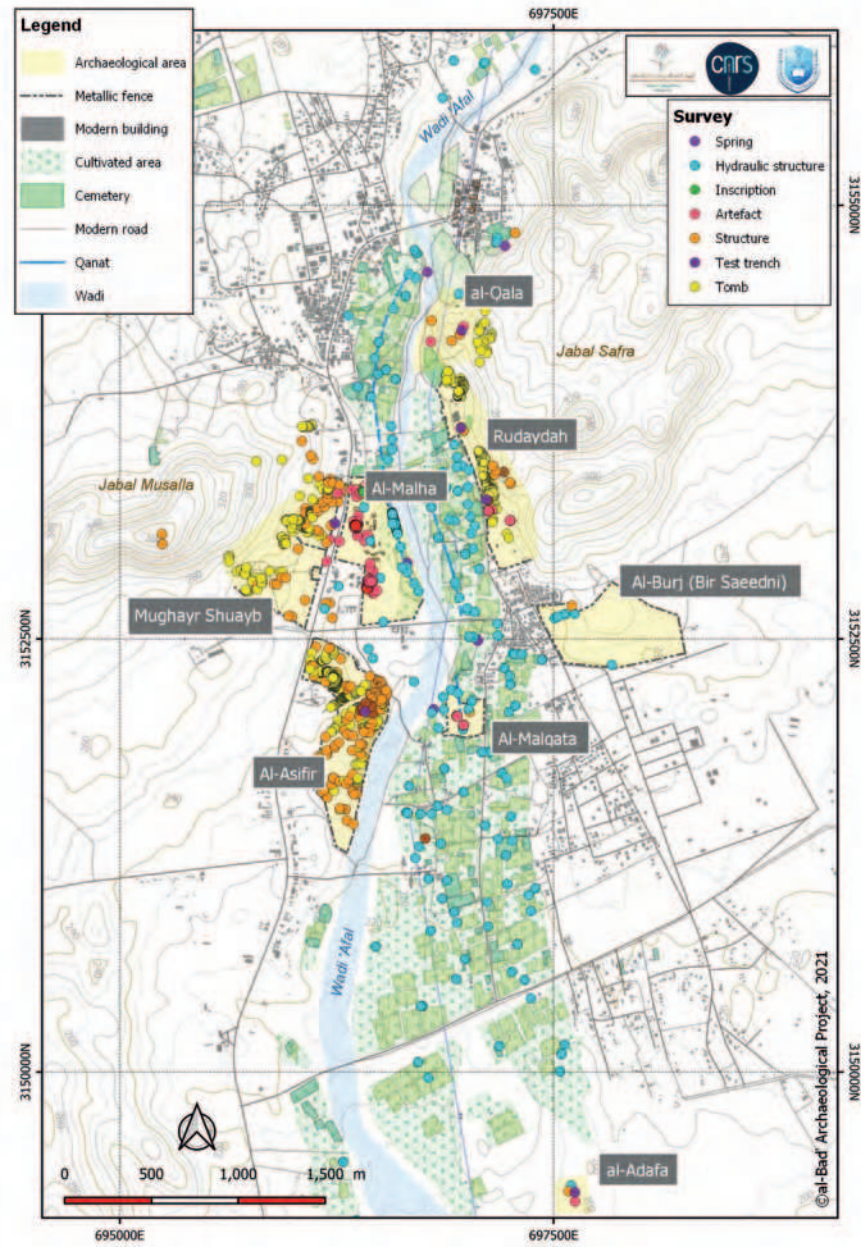 697500E
Legend
Archaeological area
Metallic fence
Modern building
Cultivated area
Cemetery
Modern road
Qanat
Wadi
cnrs
Survey
Spring
Hydraulic structure
Inscription
Artefact
Structure
Test trench
Tomb
Wadi 'Afal
3155000N
3155000N
al-Qala
Jabal Safra
Rudaydah
Jabal Musalla
Al-Malha
Al-Burj (Bir Saeedni)
Mughayr Shuayb
3152500N
3152500N
Al-Malqata
Al-Asifir
Wadi 'Afal
3150000N
3150000N
0 500 1,000 1,500 m
al-Adafa
©al-Bad' Archaeological Project, 2021
695000E
697500E